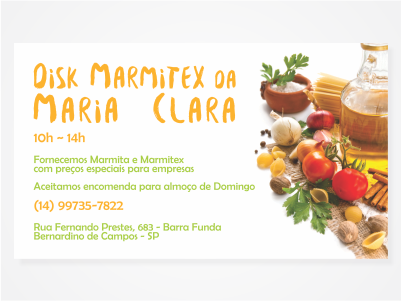 Disk Marmitex da
Maria Clara
10h – 14h
Fornecemos Marmita e Marmitex
com preços especiais para empresas
Aceitamos encomenda para almoço de Domingo
(14) 99735-7822
Rua Fernando Prestes, 683 - Barra Funda
Bernardino de Campos - SP